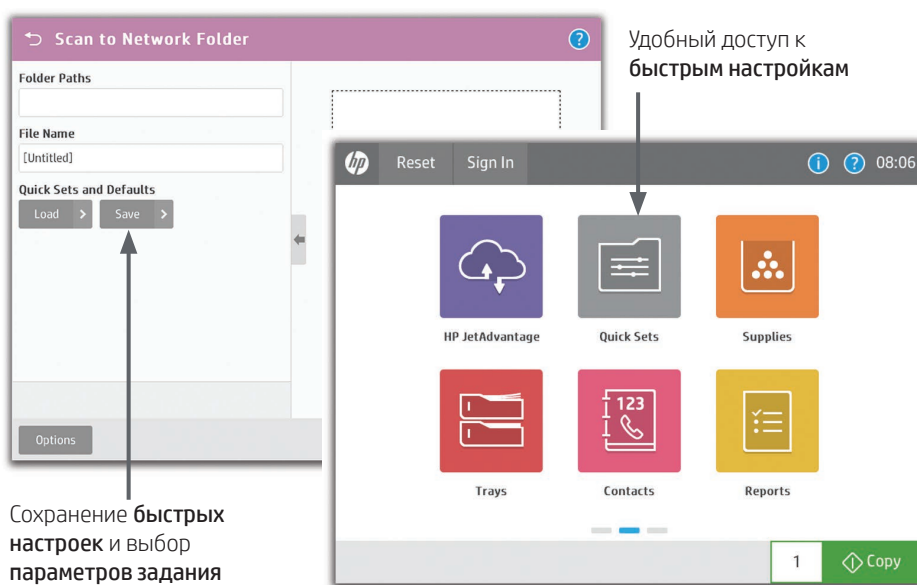 Scan to Network Folder
?
Folder Paths
File Name
[Untitled]
Quick Sets and Defaults
Load >
Save >
Options
Удобный доступ к
быстрым настройкам
hp
Reset
Sign In
i
?
08:06
HP JetAdvantage
Quick Sets
Supplies
123
Trays
Contacts
Reports
1
Copy
Сохранение быстрых
настроек и выбор
параметров задания